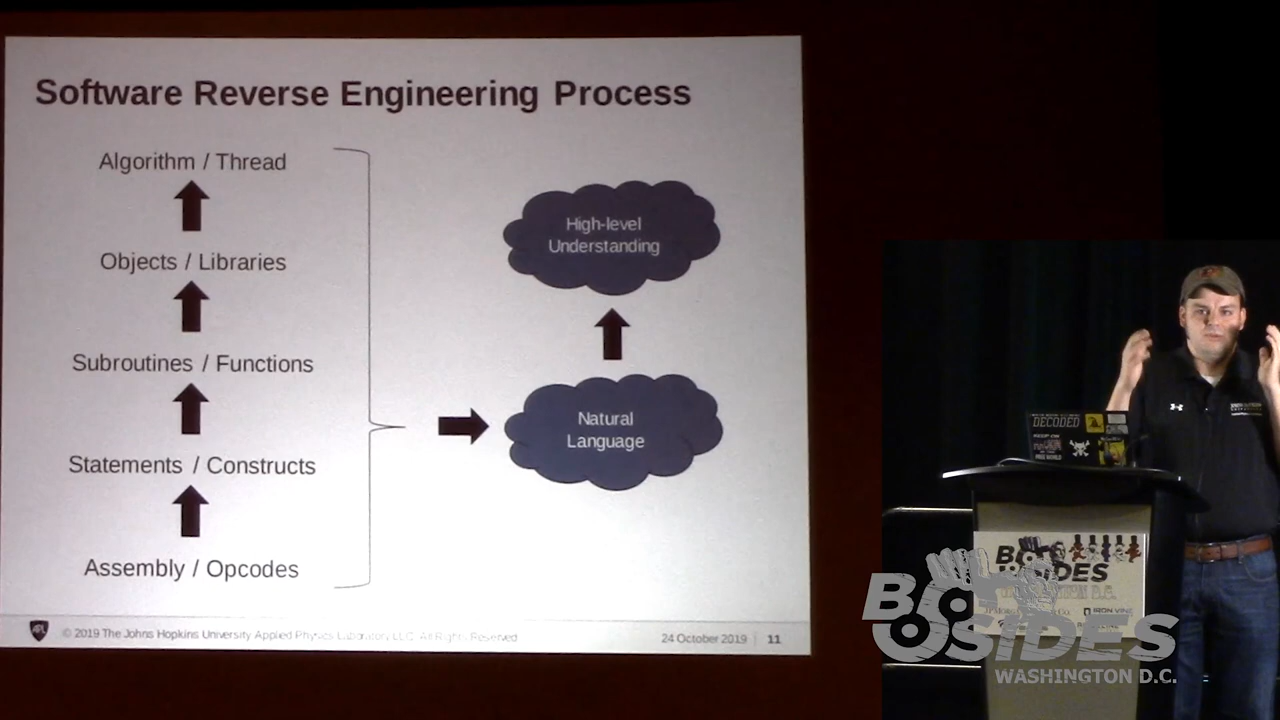 Software Reverse Engineering Process
Algorithm / Thread
Objects / Libraries
Subroutines / Functions
Statements / Constructs
Assembly / Opcodes
High-level
Understanding
Natural
Language
© 2019 The Johns Hopkins University Applied Physics Laboratory LLC. All Rights Reserved
24 October 2019
11
DECODED
IRON VINE
BSIDES
WASHINGTON D.C.